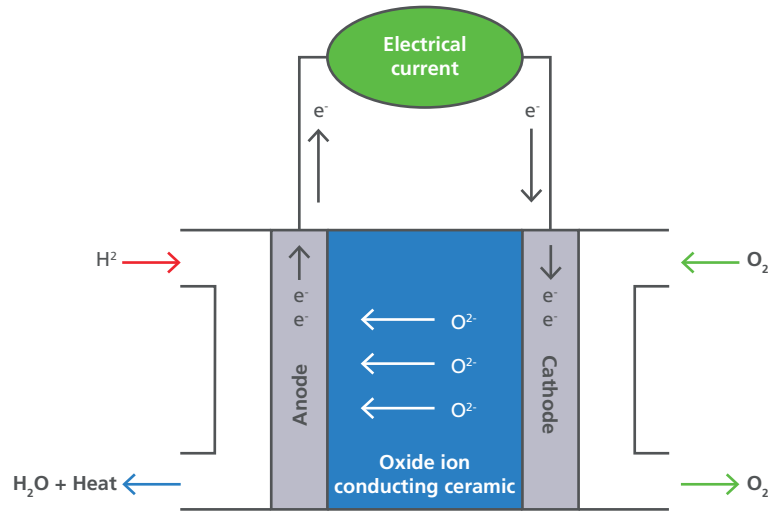 Electrical
current
e⁻
e⁻
H²
O₂
e⁻
e⁻
e⁻
e⁻
O²⁻
O²⁻
O²⁻
Anode
Cathode
Oxide ion
conducting ceramic
H₂O + Heat
O₂